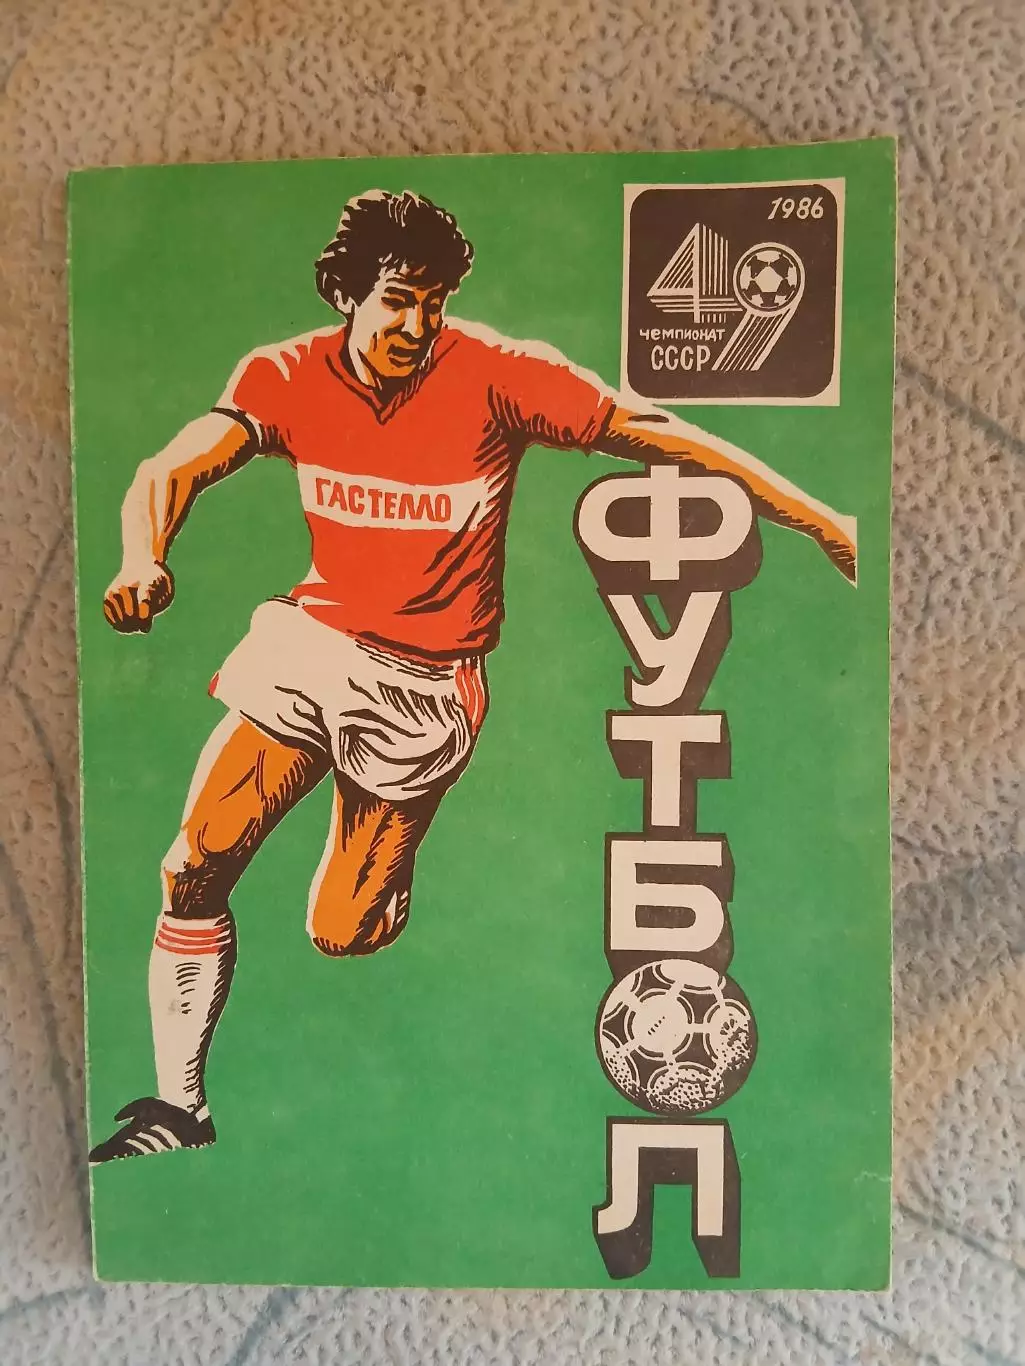 1986
49
чемпионат
СССР
ГАСТЕЛЛО
ФУТБОЛ